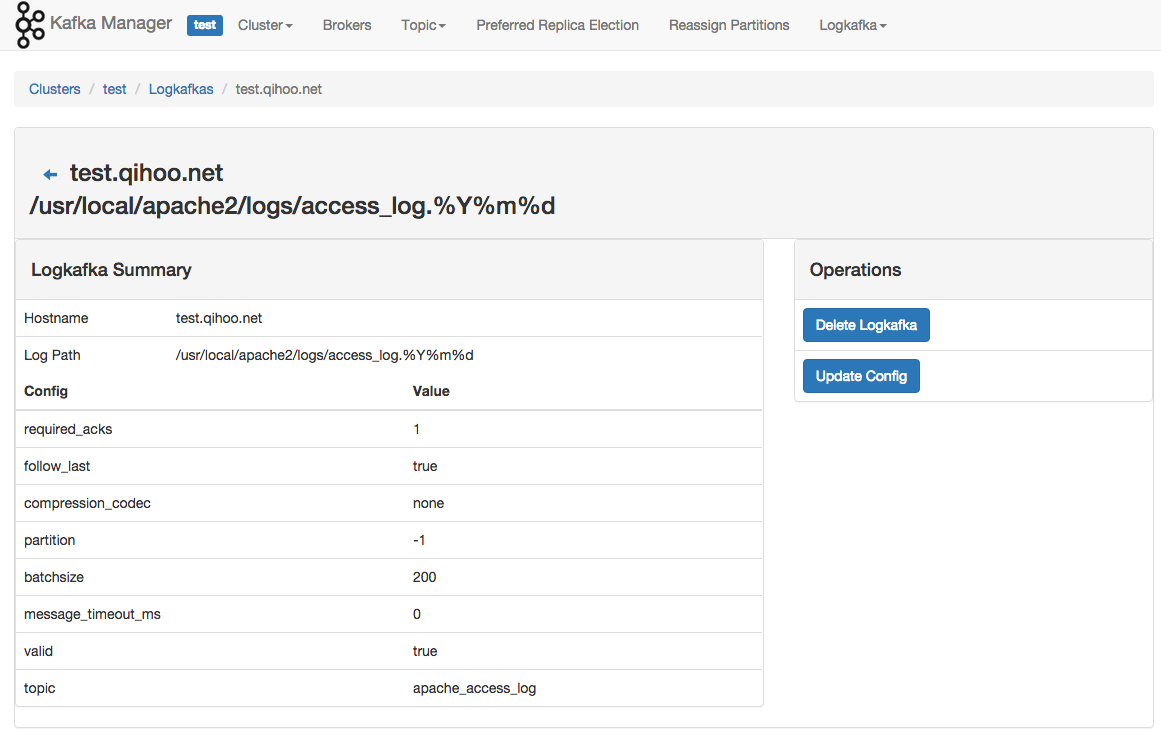 Kafka Manager test Cluster Brokers Topic Preferred Replica Election Reassign Partitions Logkafka
Clusters / test / Logkafkas / test.qihoo.net
test.qihoo.net
/usr/local/apache2/logs/access_log.%Y%m%d
Logkafka Summary
Hostname test.qihoo.net
Log Path /usr/local/apache2/logs/access_log.%Y%m%d
Config Value
required_acks 1
follow_last true
compression_codec none
partition -1
batchsize 200
message_timeout_ms 0
valid true
topic apache_access_log
Operations
Delete Logkafka
Update Config